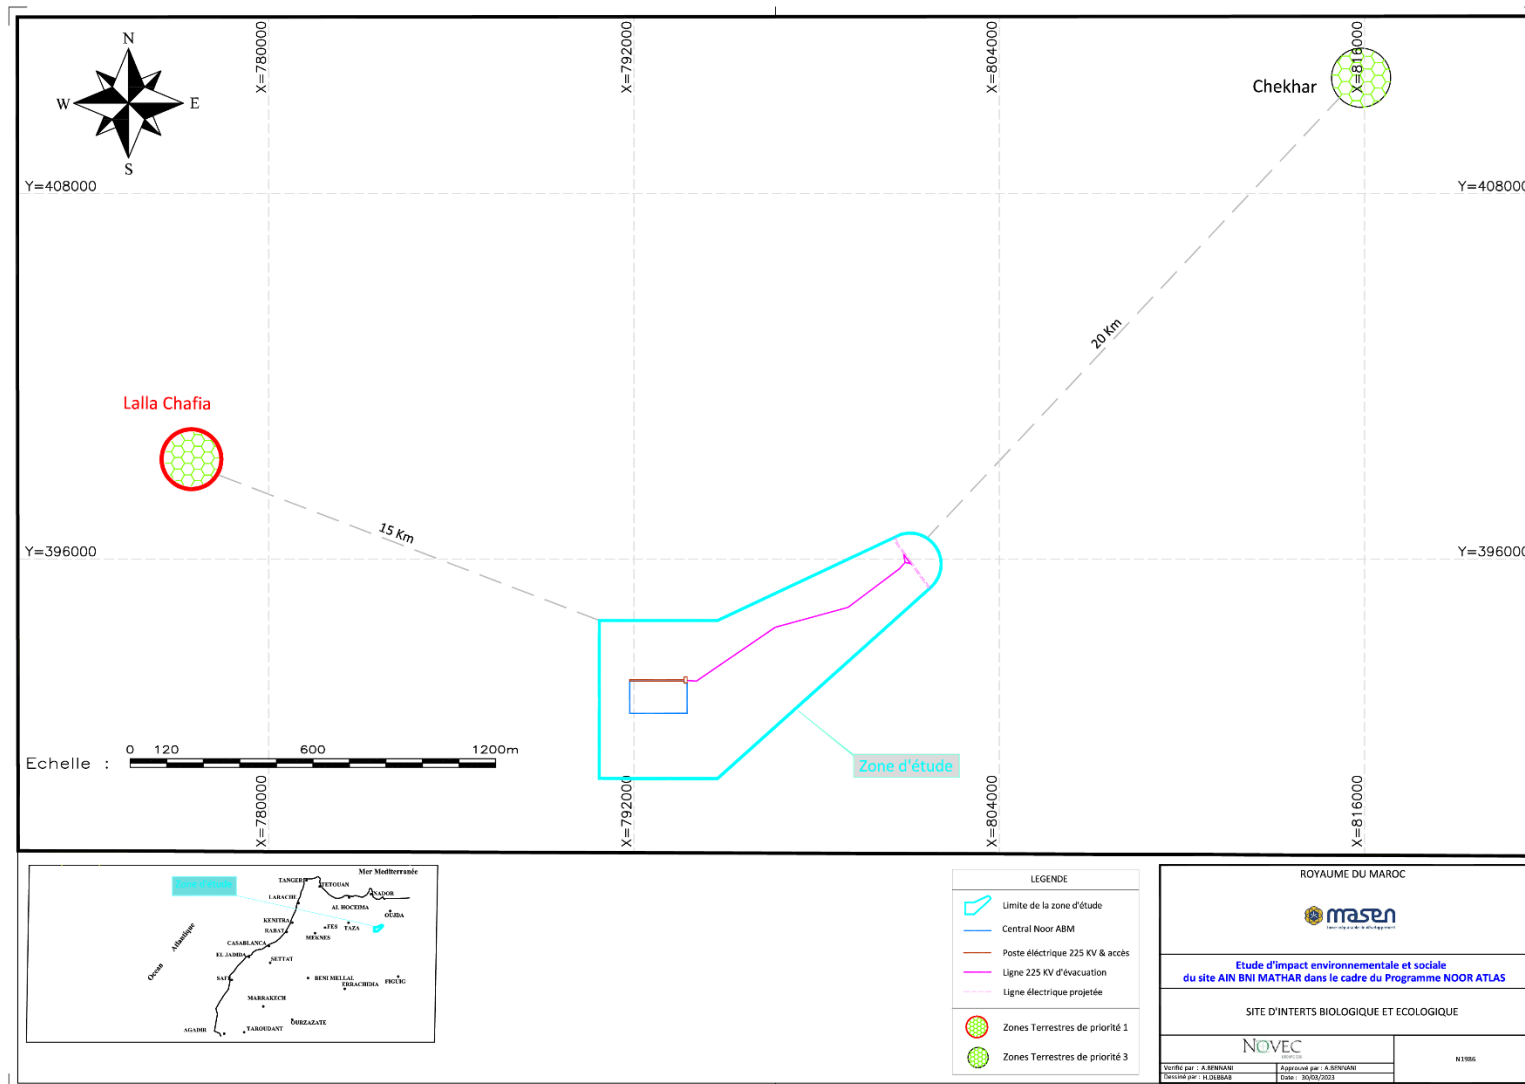 N
W
E
S
X=780000
X=792000
X=804000
X=816000
Chekhar
Y=408000
Y=408000
20 Km
Lalla Chafia
15 Km
Y=396000
Y=396000
Zone d'étude
Echelle :
0 120 600 1200m
X=780000
X=792000
X=804000
X=816000
Zone d'étude
Mer Mediterranée
TANGER
TETOUAN
NADOR
LARACHE
AL HOCEIMA
OUJDA
KENITRA
RABAT
FES
TAZA
MEKNES
Ocean Atlantique
CASABLANCA
EL JADIDA
SETTAT
SAFI
BENI MELLAL
ERRACHIDIA
FIGUIG
MARRAKECH
OURZAZATE
AGADIR
TAROUDANT
LEGENDE
Limite de la zone d'étude
Central Noor ABM
Poste éléctrique 225 KV & accès
Ligne 225 KV d'évacuation
Ligne électrique projetée
Zones Terrestres de priorité 1
Zones Terrestres de priorité 3
ROYAUME DU MAROC
masen
Etude d'impact environnementale et sociale
du site AIN BNI MATHAR dans le cadre du Programme NOOR ATLAS
SITE D'INTERTS BIOLOGIQUE ET ECOLOGIQUE
NOVEC
N1986
Verifié par : A.BENNANI
Approuvé par : A.BENNANI
Dessiné par : H.DEBBAB
Date : 30/03/2023